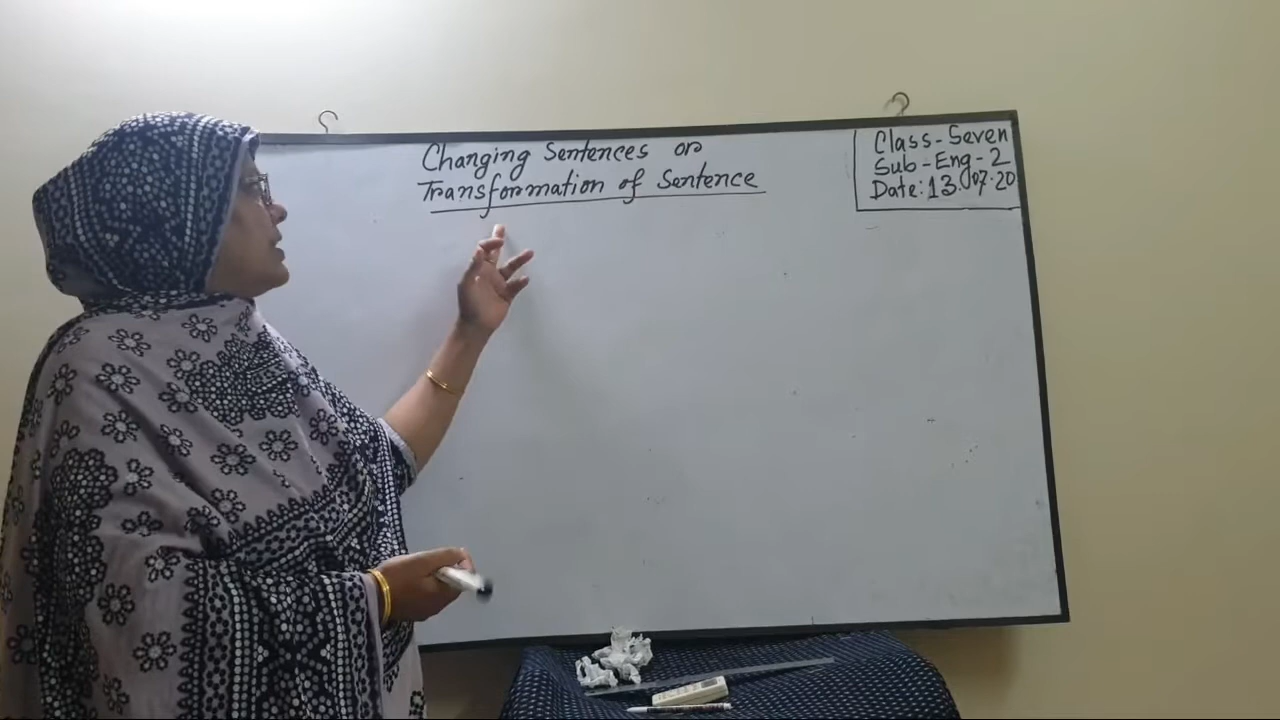 Changing Sentences or
Transformation of Sentence
Class-Seven
Sub-Eng-2
Date: 13.07.20